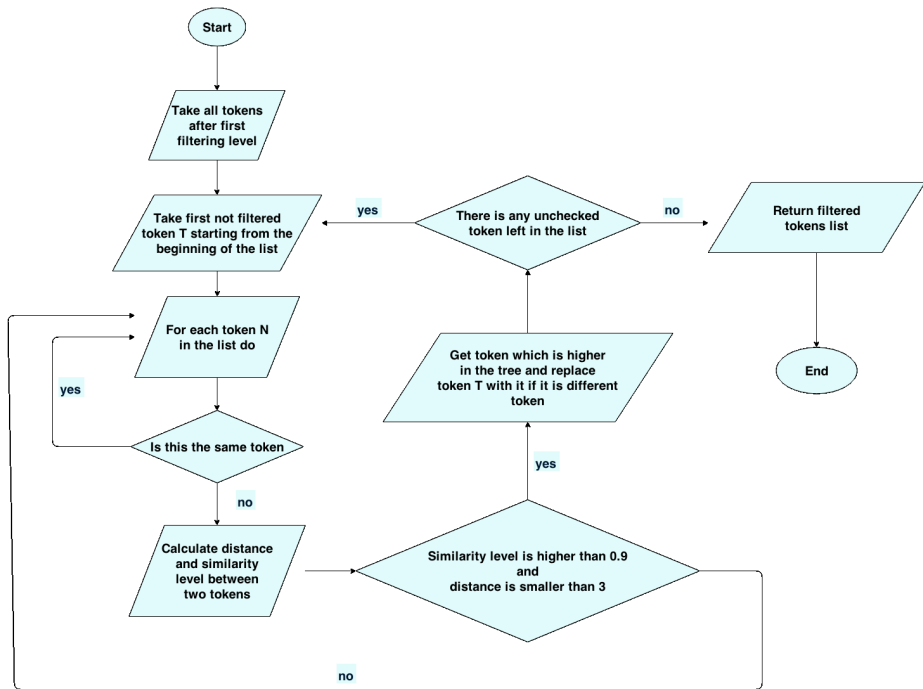 Start
Take all tokens
after first
filtering level
Take first not filtered
token T starting from the
beginning of the list
yes
There is any unchecked
token left in the list
no
Return filtered
tokens list
For each token N
in the list do
Get token which is higher
in the tree and replace
token T with it if it is different
token
End
yes
Is this the same token
yes
no
Calculate distance
and similarity
level between
two tokens
Similarity level is higher than 0.9
and
distance is smaller than 3
no